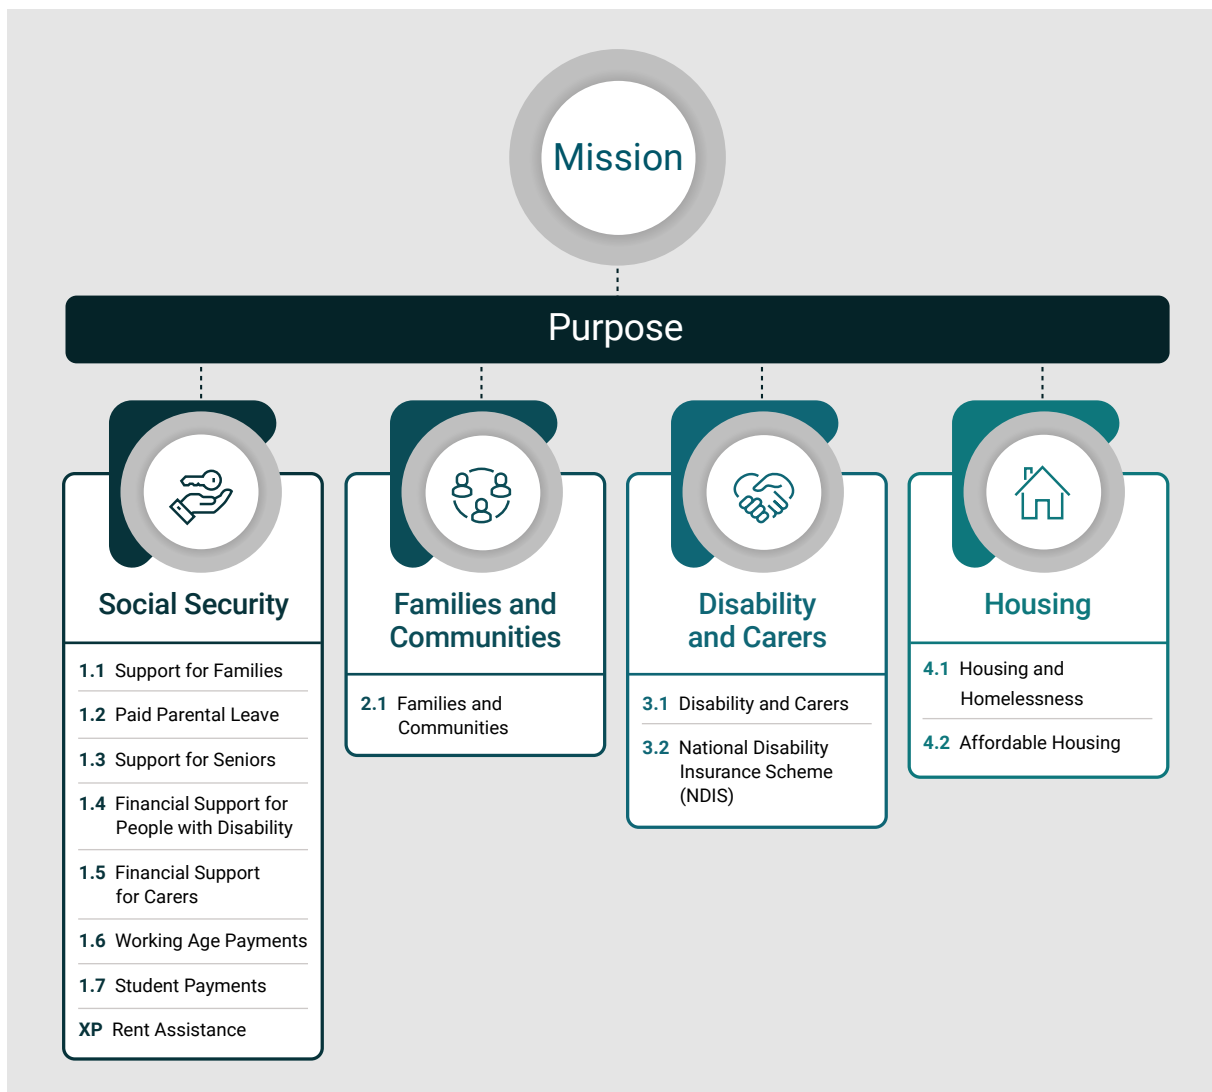 Mission
Purpose
Social Security
1.1 Support for Families
1.2 Paid Parental Leave
1.3 Support for Seniors
1.4 Financial Support for
People with Disability
1.5 Financial Support
for Carers
1.6 Working Age Payments
1.7 Student Payments
XP Rent Assistance
Families and
Communities
2.1 Families and
Communities
Disability
and Carers
3.1 Disability and Carers
3.2 National Disability
Insurance Scheme
(NDIS)
Housing
4.1 Housing and
Homelessness
4.2 Affordable Housing